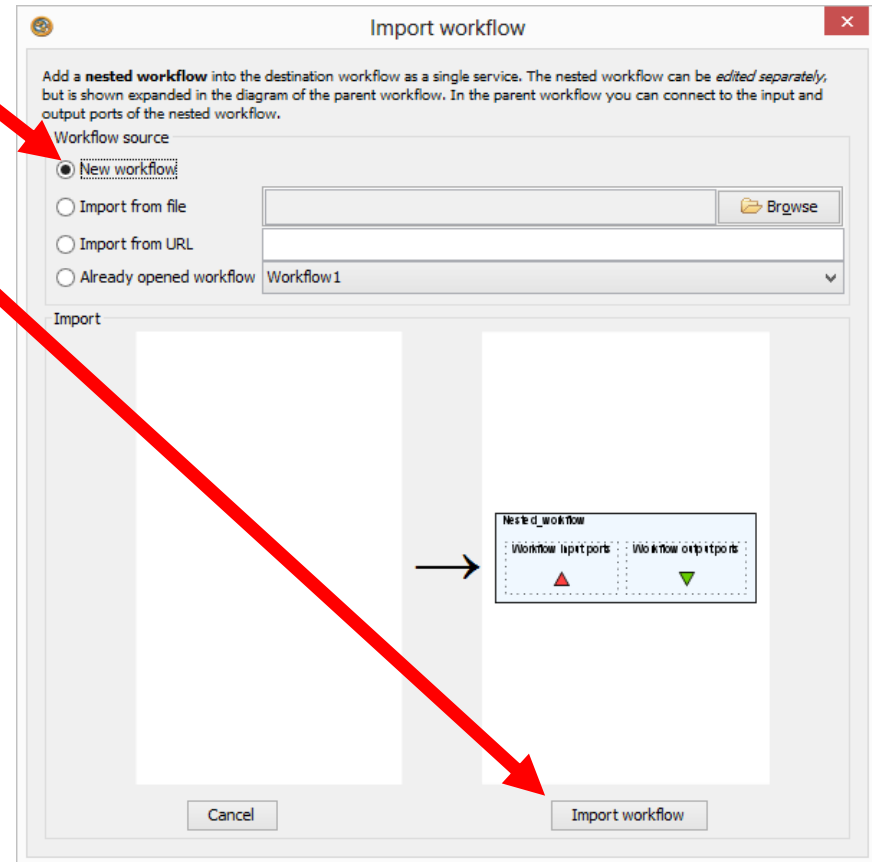 Import workflow
Add a nested workflow into the destination workflow as a single service. The nested workflow can be edited separately,
but is shown expanded in the diagram of the parent workflow. In the parent workflow you can connect to the input and
output ports of the nested workflow.
Workflow source
New workflow
Import from file
Browse
Import from URL
Already opened workflow Workflow1
Import
Nested_workflow
Workflow input ports Workflow output ports
Cancel Import workflow